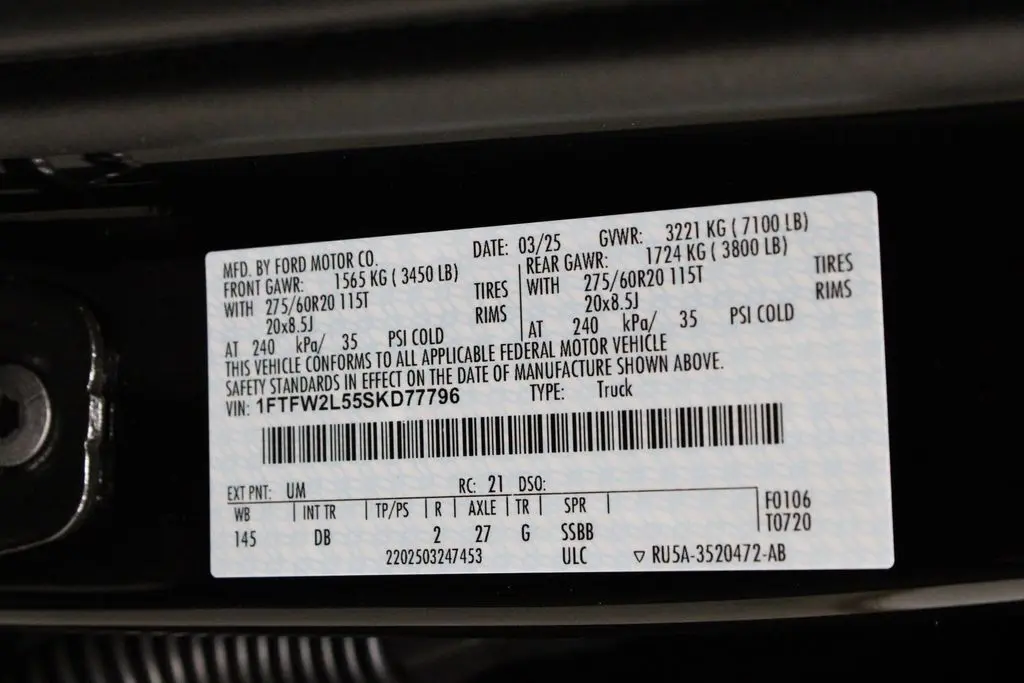 MFD. BY FORD MOTOR CO. DATE: 03/25 GVWR: 3221 KG ( 7100 LB)
FRONT GAWR: 1565 KG ( 3450 LB) REAR GAWR: 1724 KG ( 3800 LB)
WITH 275/60R20 115T TIRES WITH 275/60R20 115T TIRES
20x8.5J RIMS 20x8.5J RIMS
AT 240 kPa/ 35 PSI COLD AT 240 kPa/ 35 PSI COLD
THIS VEHICLE CONFORMS TO ALL APPLICABLE FEDERAL MOTOR VEHICLE
SAFETY STANDARDS IN EFFECT ON THE DATE OF MANUFACTURE SHOWN ABOVE.
VIN: 1FTFW2L55SKD77796 TYPE: Truck
EXT PNT: UM RC: 21 DSO:
WB INT TR TP/PS R AXLE TR SPR F0106
145 DB 2 27 G SSBB T0720
2202503247453 ULC ▽ RU5A-3520472-AB